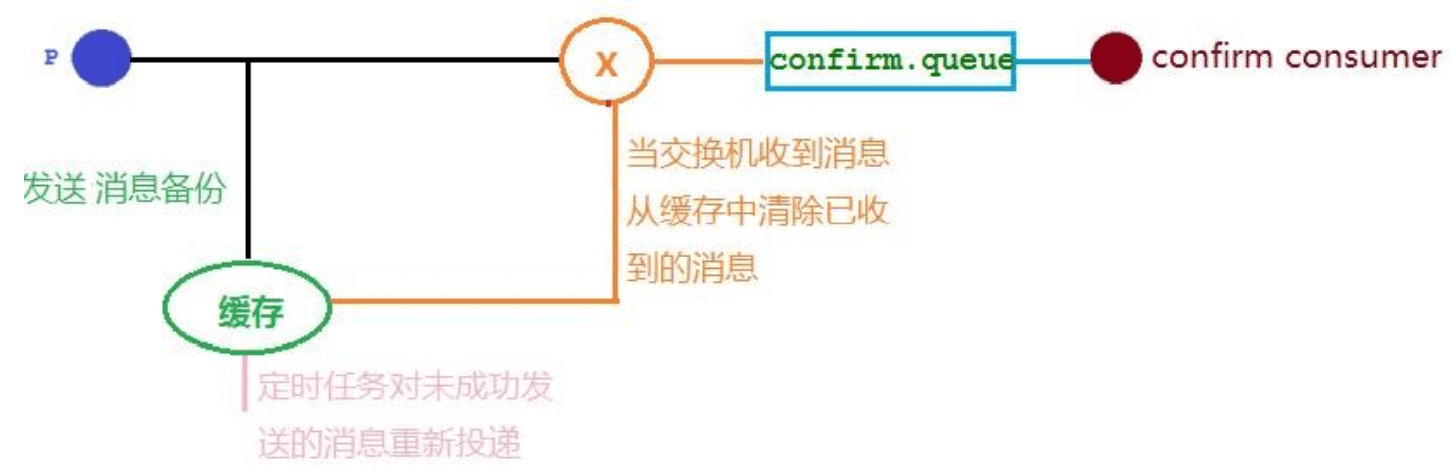 P
X
confirm.queue
confirm consumer
发送 消息备份
当交换机收到消息
从缓存中清除已收
到的消息
缓存
定时任务对未成功发
送的消息重新投递